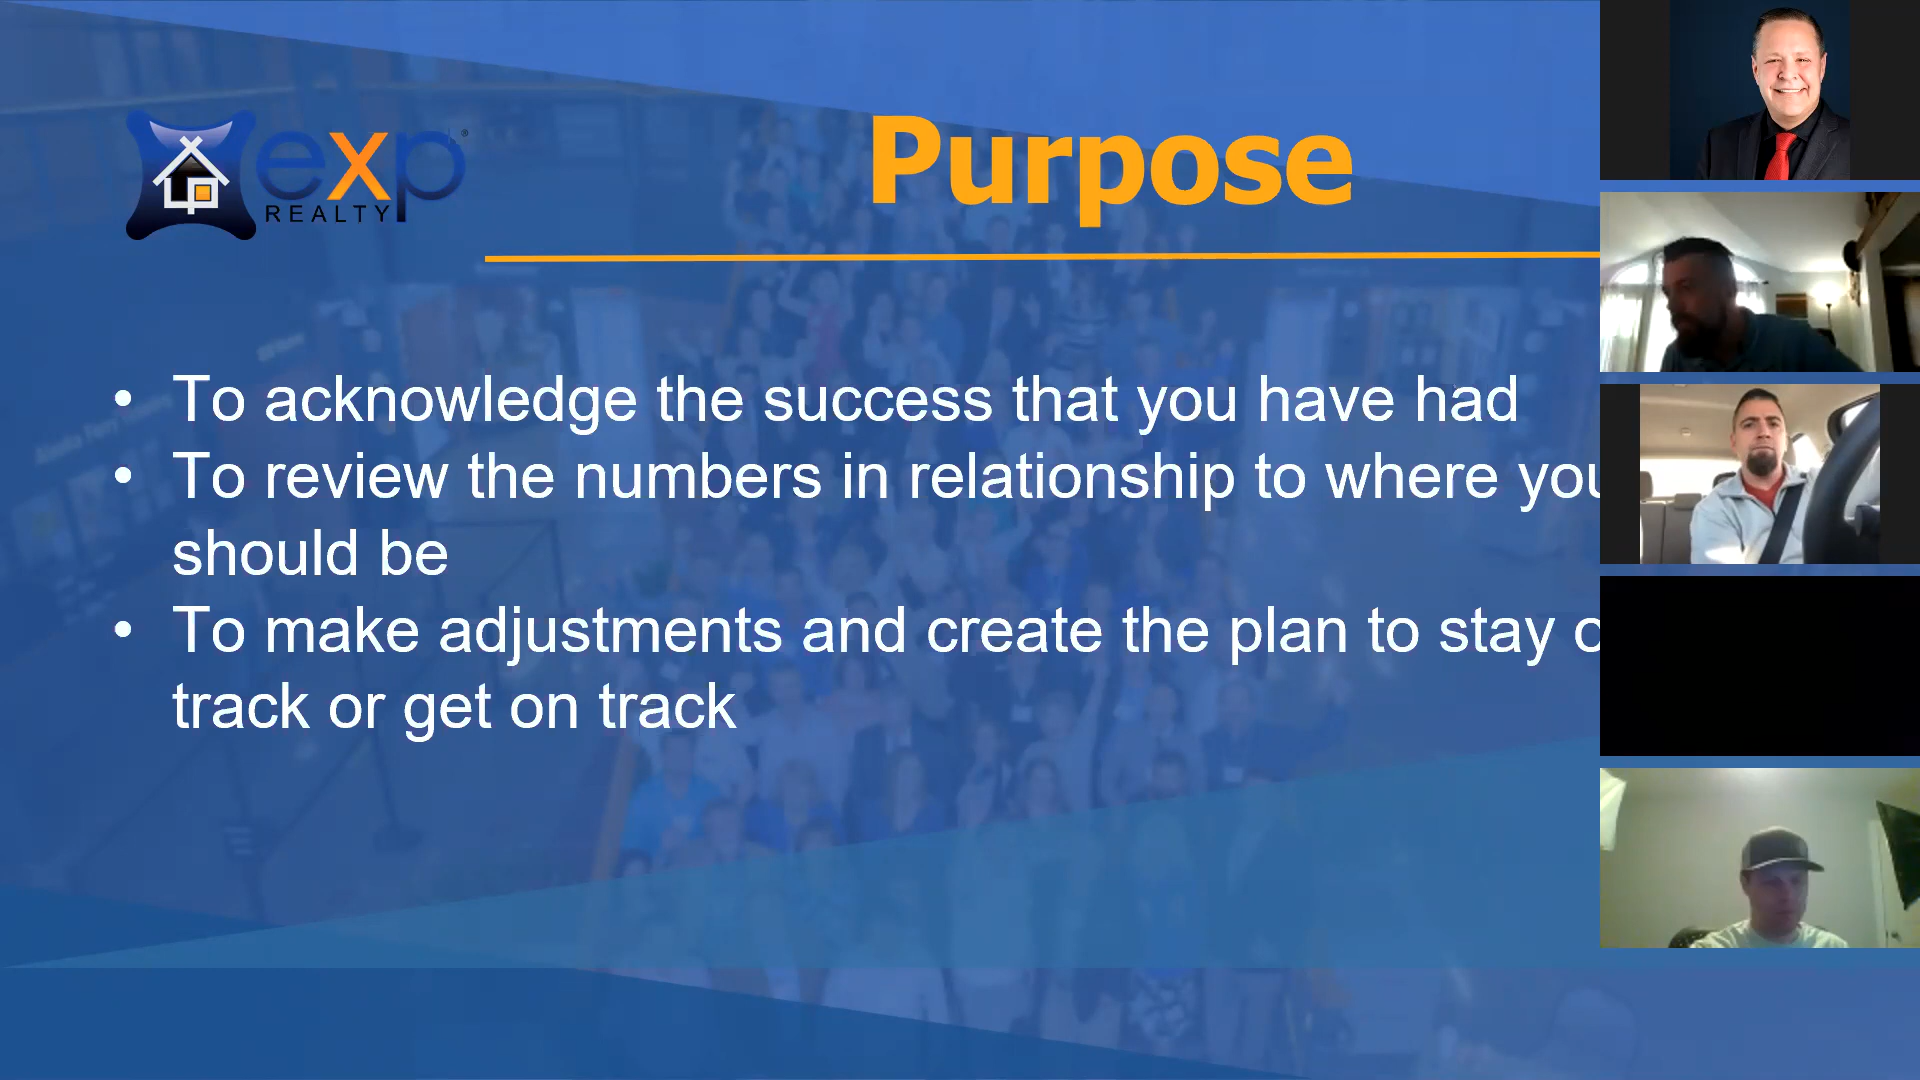 exp®
REALTY
Purpose
• To acknowledge the success that you have had
• To review the numbers in relationship to where you
should be
• To make adjustments and create the plan to stay
track or get on track